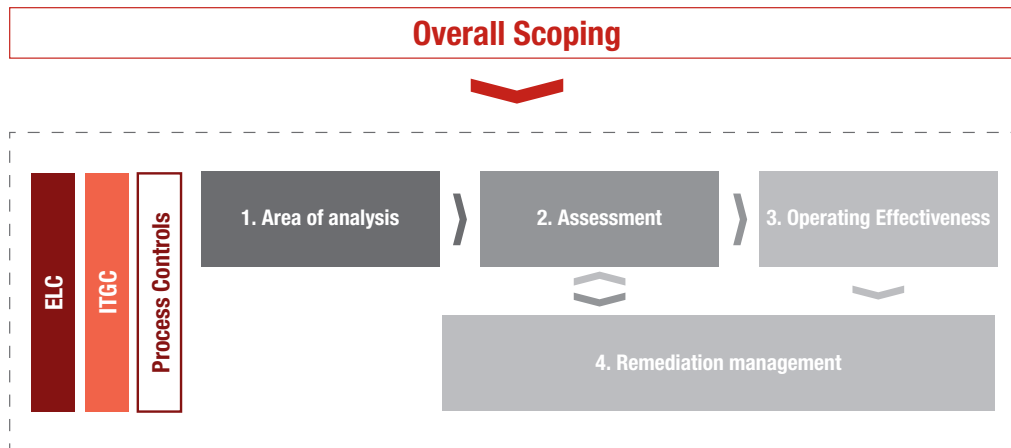 Overall Scoping
ELC
ITGC
Process Controls
1. Area of analysis
2. Assessment
3. Operating Effectiveness
4. Remediation management